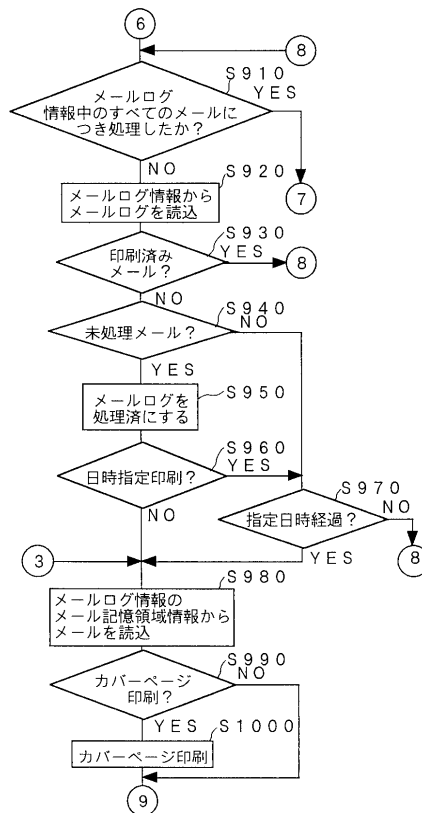 6
8
S910
メールログ
情報中のすべてのメールに
つき処理したか?
YES
NO
7
S920
メールログ情報から
メールログを読込
S930
印刷済み
メール?
YES
8
NO
S940
未処理メール?
NO
YES
S950
メールログを
処理済にする
S960
日時指定印刷?
YES
NO
S970
指定日時経過?
NO
YES
8
3
S980
メールログ情報の
メール記憶領域情報から
メールを読込
S990
カバーページ
印刷?
NO
YES
S1000
カバーページ印刷
9